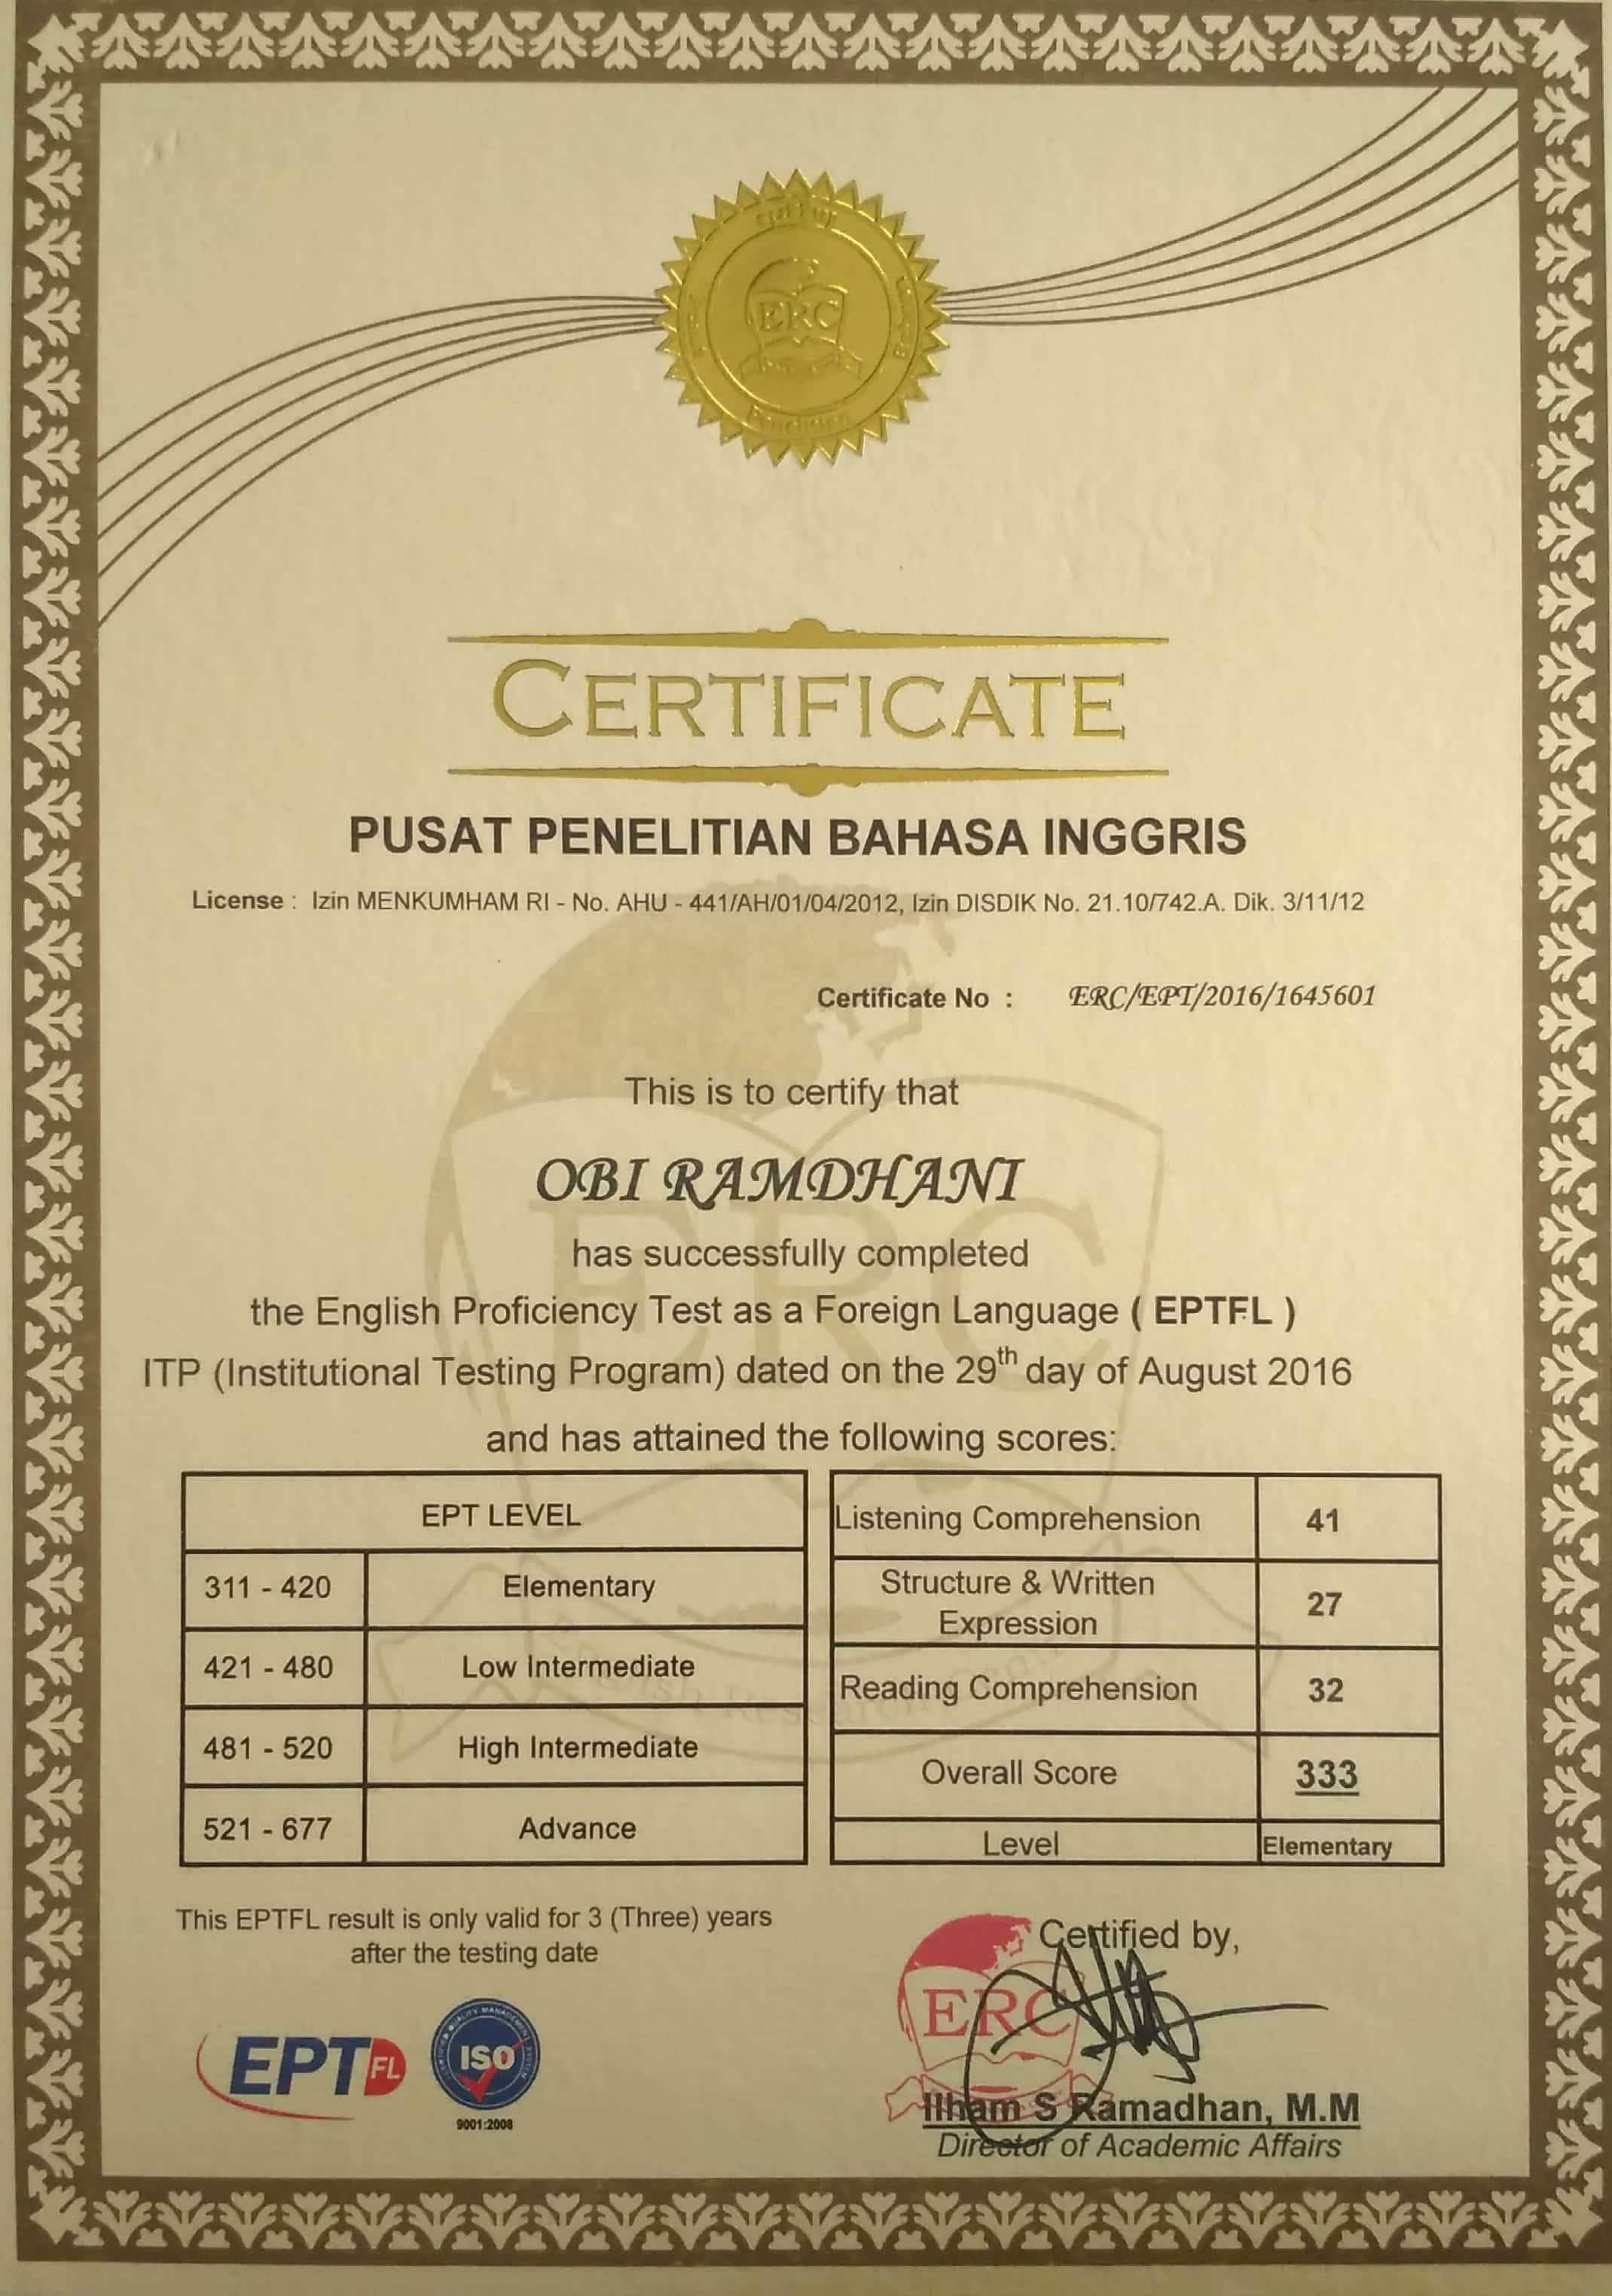 ERC
Penelitian
CERTIFICATE
PUSAT PENELITIAN BAHASA INGGRIS
License : Izin MENKUMHAM RI - No. AHU - 441/AH/01/04/2012, Izin DISDIK No. 21.10/742.A. Dik. 3/11/12
Certificate No : ERC/EPT/2016/1645601
This is to certify that
OBI RAMDHANI
has successfully completed
the English Proficiency Test as a Foreign Language ( EPTFL )
ITP (Institutional Testing Program) dated on the 29th day of August 2016
and has attained the following scores:
EPT LEVEL
311 - 420 Elementary
421 - 480 Low Intermediate
481 - 520 High Intermediate
521 - 677 Advance
Listening Comprehension 41
Structure & Written
Expression 27
Reading Comprehension 32
Overall Score 333
Level Elementary
ERC
English Research
This EPTFL result is only valid for 3 (Three) years
after the testing date
EPT FL
ISO
9001:2008
Certified by,
ERC
Ilham S Ramadhan, M.M
Director of Academic Affairs